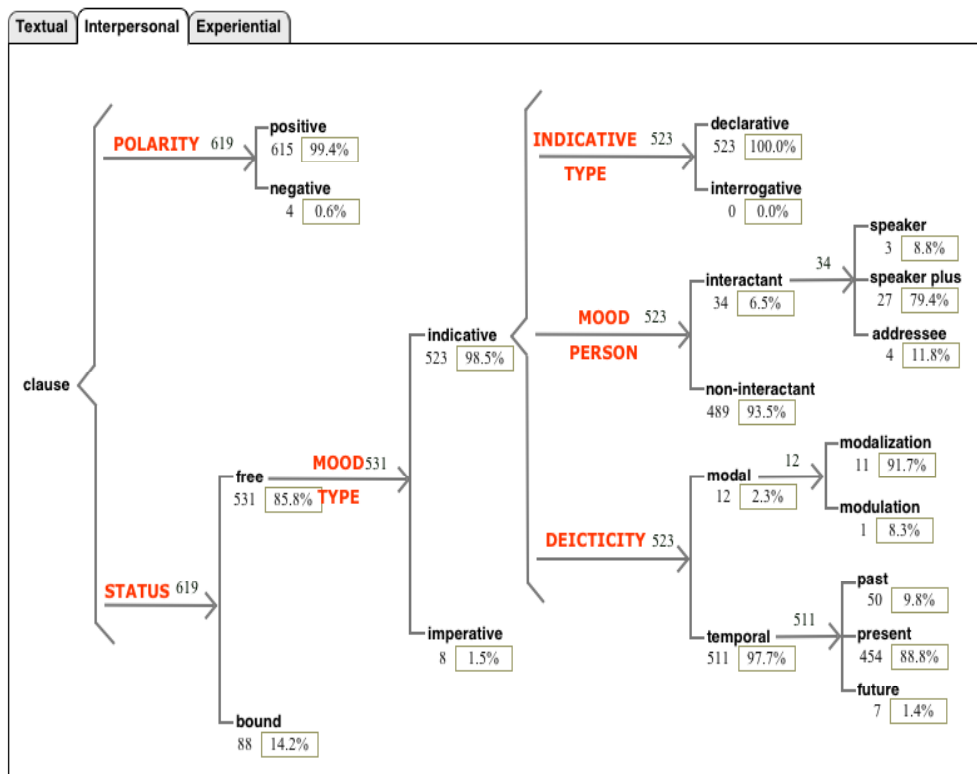 Textual Interpersonal Experiential
clause
POLARITY 619
positive
615 99.4%
negative
4 0.6%
STATUS 619
free
531 85.8%
bound
88 14.2%
MOOD 531
TYPE
indicative
523 98.5%
imperative
8 1.5%
INDICATIVE 523
TYPE
declarative
523 100.0%
interrogative
0 0.0%
MOOD 523
PERSON
interactant 34
34 6.5%
speaker
3 8.8%
speaker plus
27 79.4%
addressee
4 11.8%
non-interactant
489 93.5%
DEICTICITY 523
modal 12
12 2.3%
modalization
11 91.7%
modulation
1 8.3%
temporal 511
511 97.7%
past
50 9.8%
present
454 88.8%
future
7 1.4%